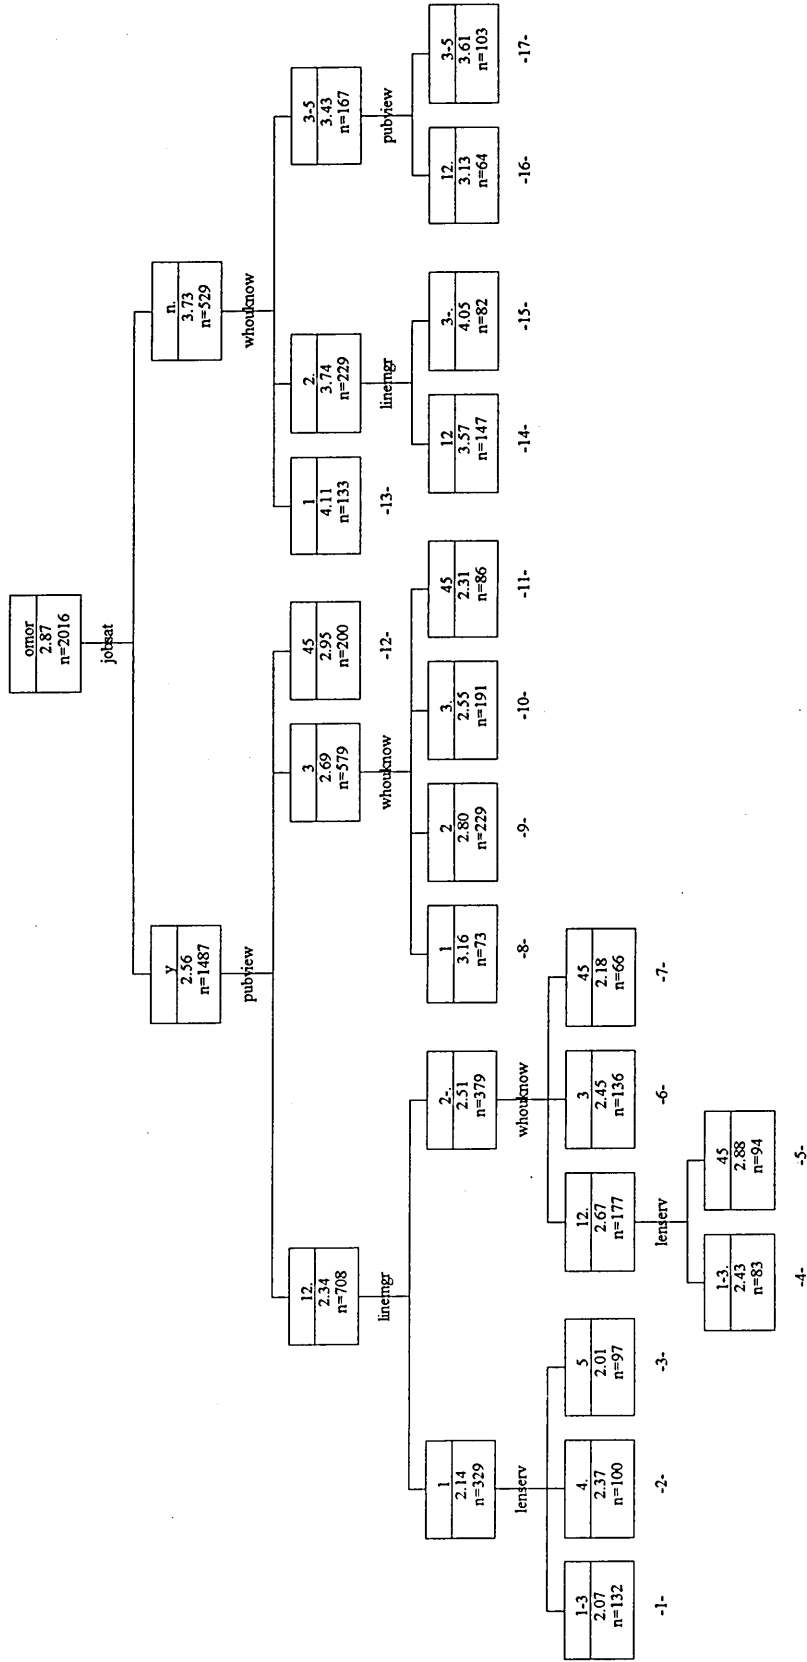 omor
2.87
n=2016
jobsat
y
2.56
n=1487
pubview
n.
3.73
n=529
whouknow
12.
2.34
n=708
linemgr
3
2.69
n=579
whouknow
45
2.95
n=200
-12-
1
4.11
n=133
-13-
2.
3.74
n=229
linemgr
3-5
3.43
n=167
pubview
1
2.14
n=329
lenserv
2-.
2.51
n=379
whouknow
1
3.16
n=73
-8-
2
2.80
n=229
-9-
3.
2.55
n=191
-10-
45
2.31
n=86
-11-
12
3.57
n=147
-14-
3-.
4.05
n=82
-15-
12.
3.13
n=64
-16-
3-5
3.61
n=103
-17-
1-3
2.07
n=132
-1-
4.
2.37
n=100
-2-
5
2.01
n=97
-3-
12.
2.67
n=177
lenserv
3
2.45
n=136
-6-
45
2.18
n=66
-7-
1-3.
2.43
n=83
-4-
45
2.88
n=94
-5-